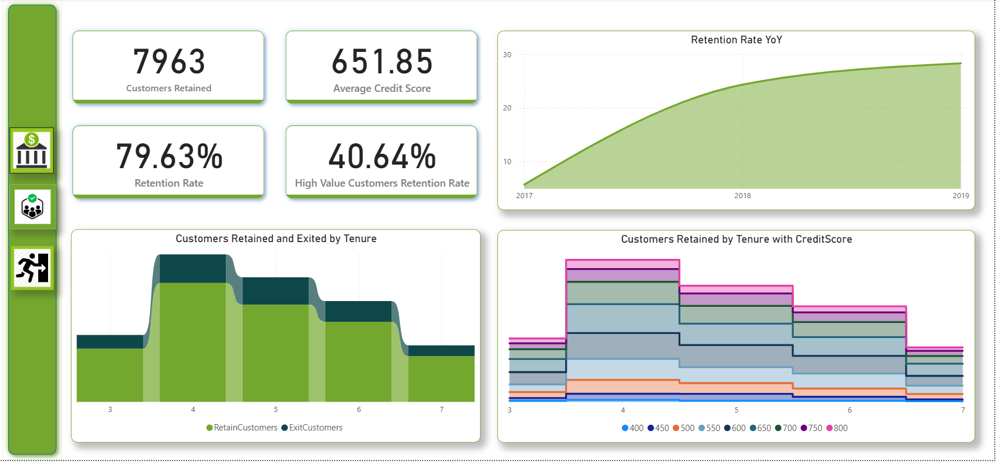 $
7963
Customers Retained
651.85
Average Credit Score
79.63%
Retention Rate
40.64%
High Value Customers Retention Rate
Retention Rate YoY
30
20
10
2017 2018 2019
Customers Retained and Exited by Tenure
3 4 5 6 7
RetainCustomers ExitCustomers
Customers Retained by Tenure with CreditScore
3 4 5 6 7
400 450 500 550 600 650 700 750 800